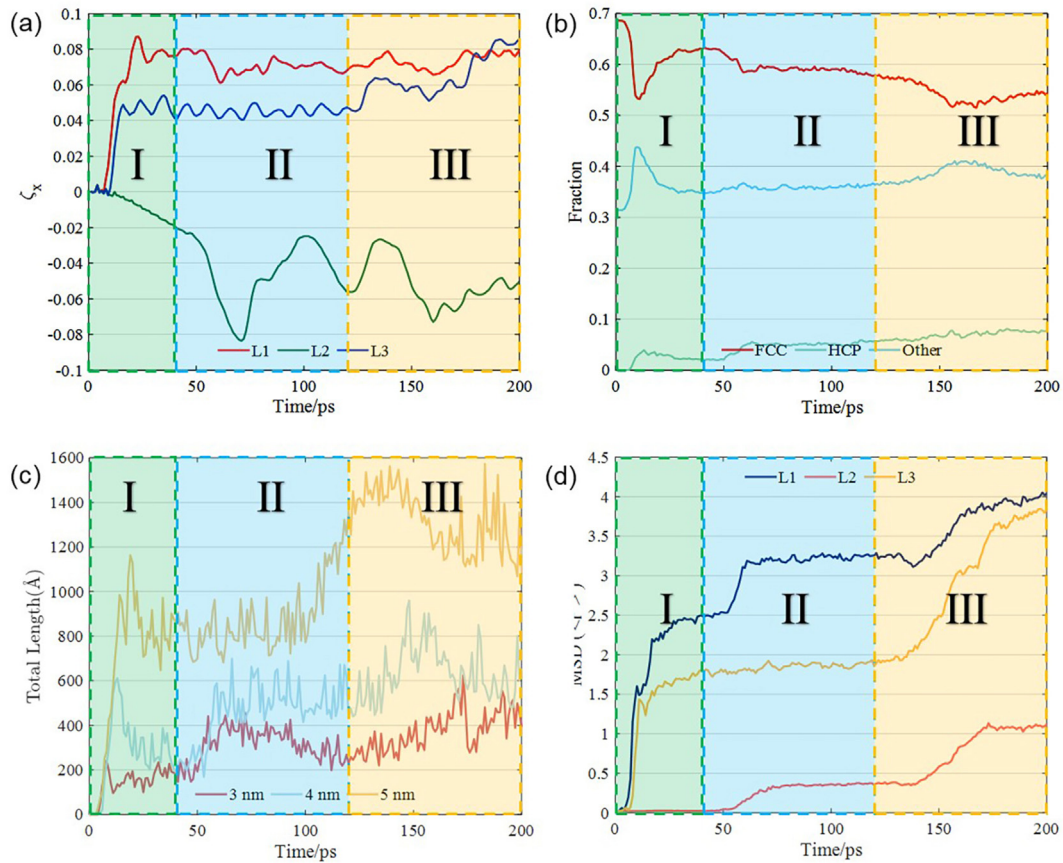 (a)
0.1
0.08
0.06
0.04
0.02
0
-0.02
-0.04
-0.06
-0.08
-0.1
ζx
I
II
III
L1 L2 L3
0 50 100 150 200
Time/ps
(b)
0.7
0.6
0.5
0.4
0.3
0.2
0.1
0
Fraction
I
II
III
FCC HCP Other
0 50 100 150 200
Time/ps
(c)
1600
1400
1200
1000
800
600
400
200
0
Total Length(Å)
I
II
III
3 nm 4 nm 5 nm
0 50 100 150 200
Time/ps
(d)
4.5
4
3.5
3
2.5
2
1.5
1
0.5
0
MSD
L1 L2 L3
I
II
III
0 50 100 150 200
Time/ps